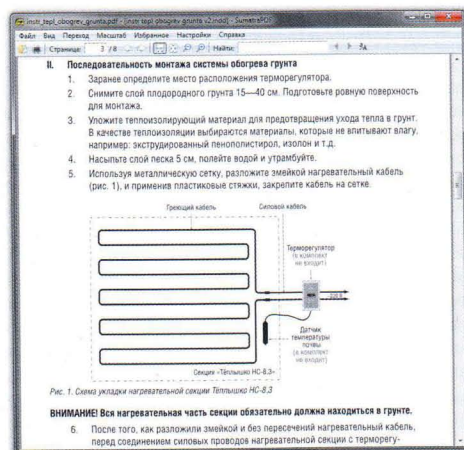 instr_tepl_obogrev_grunta.pdf - [instr tepl obogrev grunta v2.indd] - SumatraPDF
Файл Вид Переход Масштаб Избранное Настройки Справка
Страница: 3 / 8 Найти:
II. Последовательность монтажа системы обогрева грунта
1. Заранее определите место расположения терморегулятора.
2. Снимите слой плодородного грунта 15—40 см. Подготовьте ровную поверхность
для монтажа.
3. Уложите теплоизолирующий материал для предотвращения ухода тепла в грунт.
В качестве теплоизоляции выбираются материалы, которые не впитывают влагу,
например: экструдированный пенополистирол, изолон и т.д.
4. Насыпьте слой песка 5 см, полейте водой и утрамбуйте.
5. Используя металлическую сетку, разложите змейкой нагревательный кабель
(рис. 1), и применив пластиковые стяжки, закрепите кабель на сетке.
Греющий кабель Силовой кабель
Терморегулятор
(в комплект
не входит)
220 В
Датчик
температуры
почвы
(в комплект
не входит)
Секция «Тёплышко НС-8,3»
Рис. 1. Схема укладки нагревательной секции Тёплышко НС-8,3
ВНИМАНИЕ! Вся нагревательная часть секции обязательно должна находиться в грунте.
6. После того, как разложили змейкой и без пересечений нагревательный кабель,
перед соединением силовых проводов нагревательной секции с терморегу-